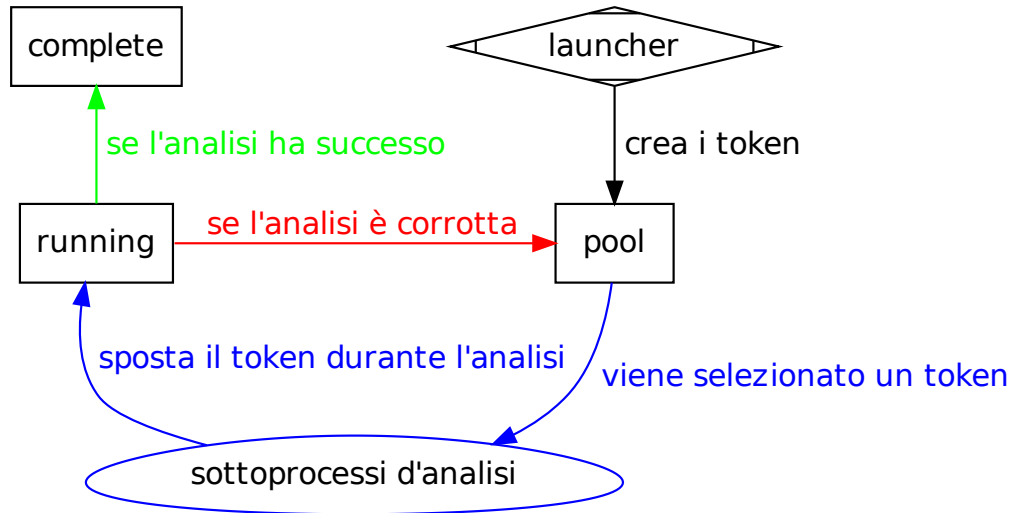 complete
launcher
se l'analisi ha successo
crea i token
running
se l'analisi è corrotta
pool
sposta il token durante l'analisi
viene selezionato un token
sottoprocessi d'analisi